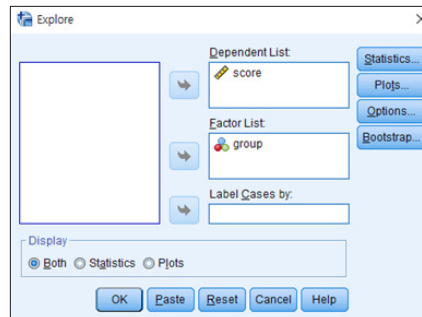 Explore
Dependent List:
score
Factor List:
group
Label Cases by:
Statistics...
Plots...
Options...
Bootstrap...
Display
Both Statistics Plots
OK Paste Reset Cancel Help